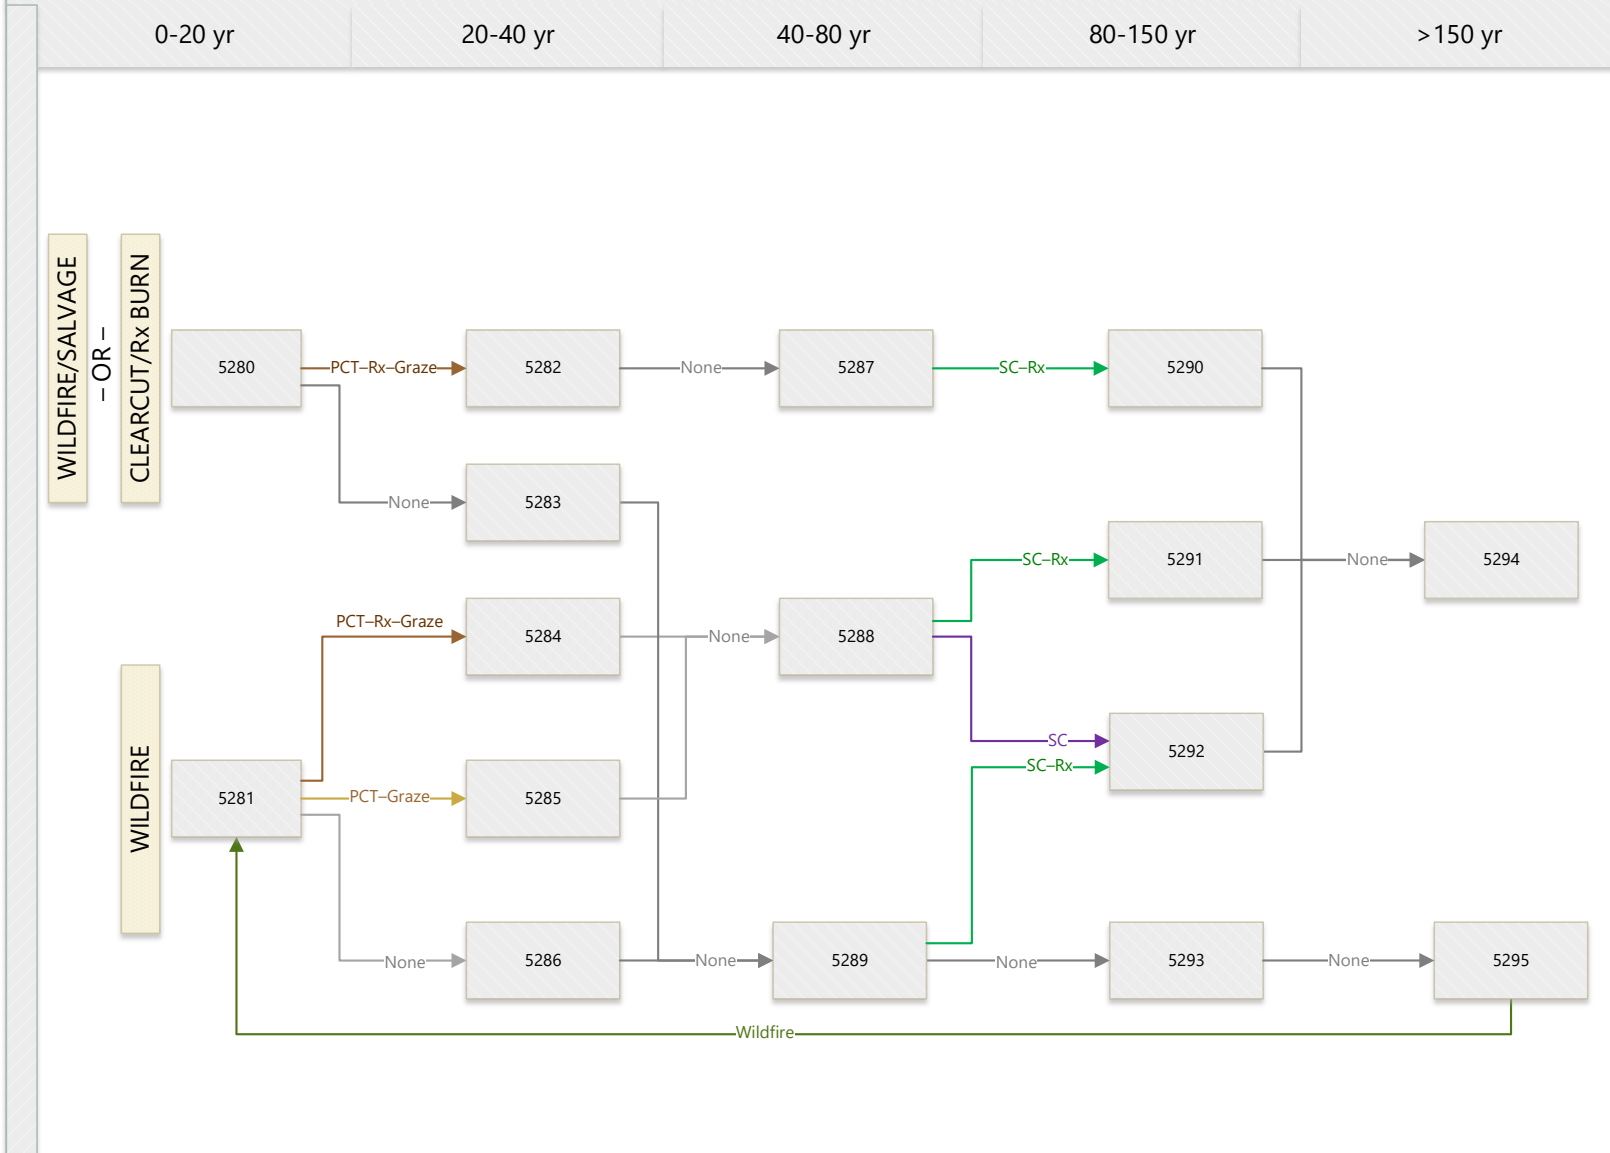 0-20 yr
20-40 yr
40-80 yr
80-150 yr
>150 yr
WILDFIRE/SALVAGE
– OR –
CLEARCUT/Rx BURN
5280
PCT–Rx–Graze
5282
None
5287
SC–Rx
5290
None
5283
SC–Rx
5291
None
5294
PCT–Rx–Graze
5284
None
5288
WILDFIRE
SC
5292
SC–Rx
5281
PCT–Graze
5285
None
5286
None
5289
None
5293
None
5295
Wildfire